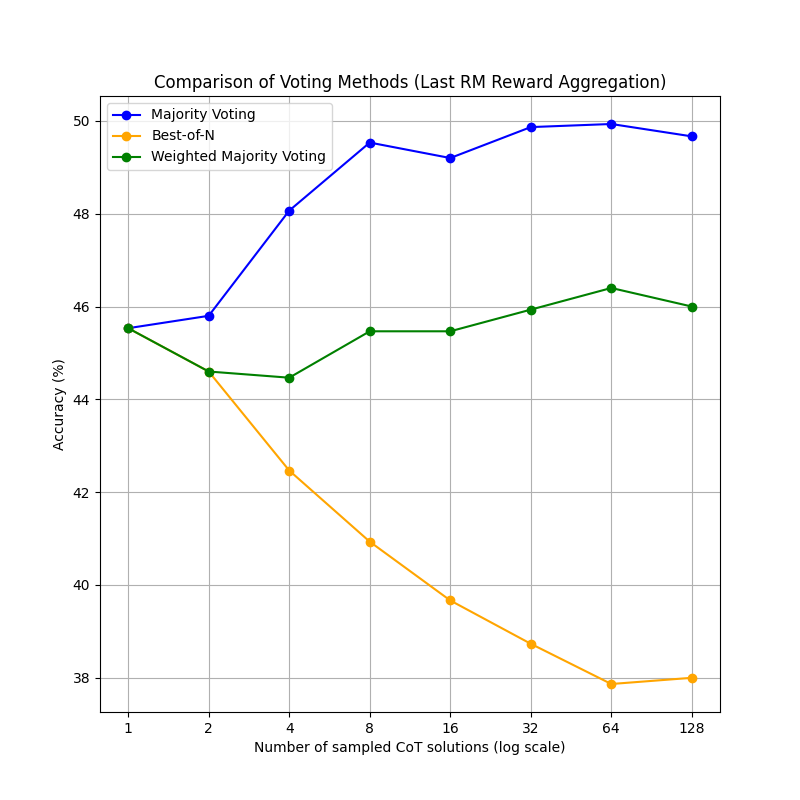 Comparison of Voting Methods (Last RM Reward Aggregation)
Majority Voting
Best-of-N
Weighted Majority Voting
50
48
46
44
42
40
38
Accuracy (%)
1 2 4 8 16 32 64 128
Number of sampled CoT solutions (log scale)